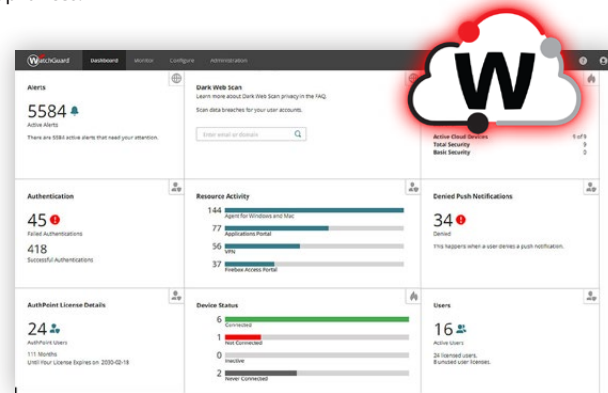 WatchGuard Dashboard Monitor Configure Administration
Alerts
5584
Active Alerts
There are 5584 active alerts that need your attention.
Dark Web Scan
Learn more about Dark Web Scan privacy in the FAQ.
Scan data breaches for your user accounts.
Enter email or domain
W
Active Cloud Devices 1 of 9
Total Security 9
Basic Security 0
Authentication
45
Failed Authentications
418
Successful Authentications
Resource Activity
144
Agent for Windows and Mac
77
Applications Portal
56
VPN
37
Firebox Access Portal
Denied Push Notifications
34
Denied
This happens when a user denies a push notification.
AuthPoint License Details
24
AuthPoint Users
111 Months
Until Your License Expires on 2030-02-18
Device Status
6
Connected
1
Not Connected
0
Inactive
2
Never Connected
Users
16
Active Users
24 licensed users.
8 unused user licenses.